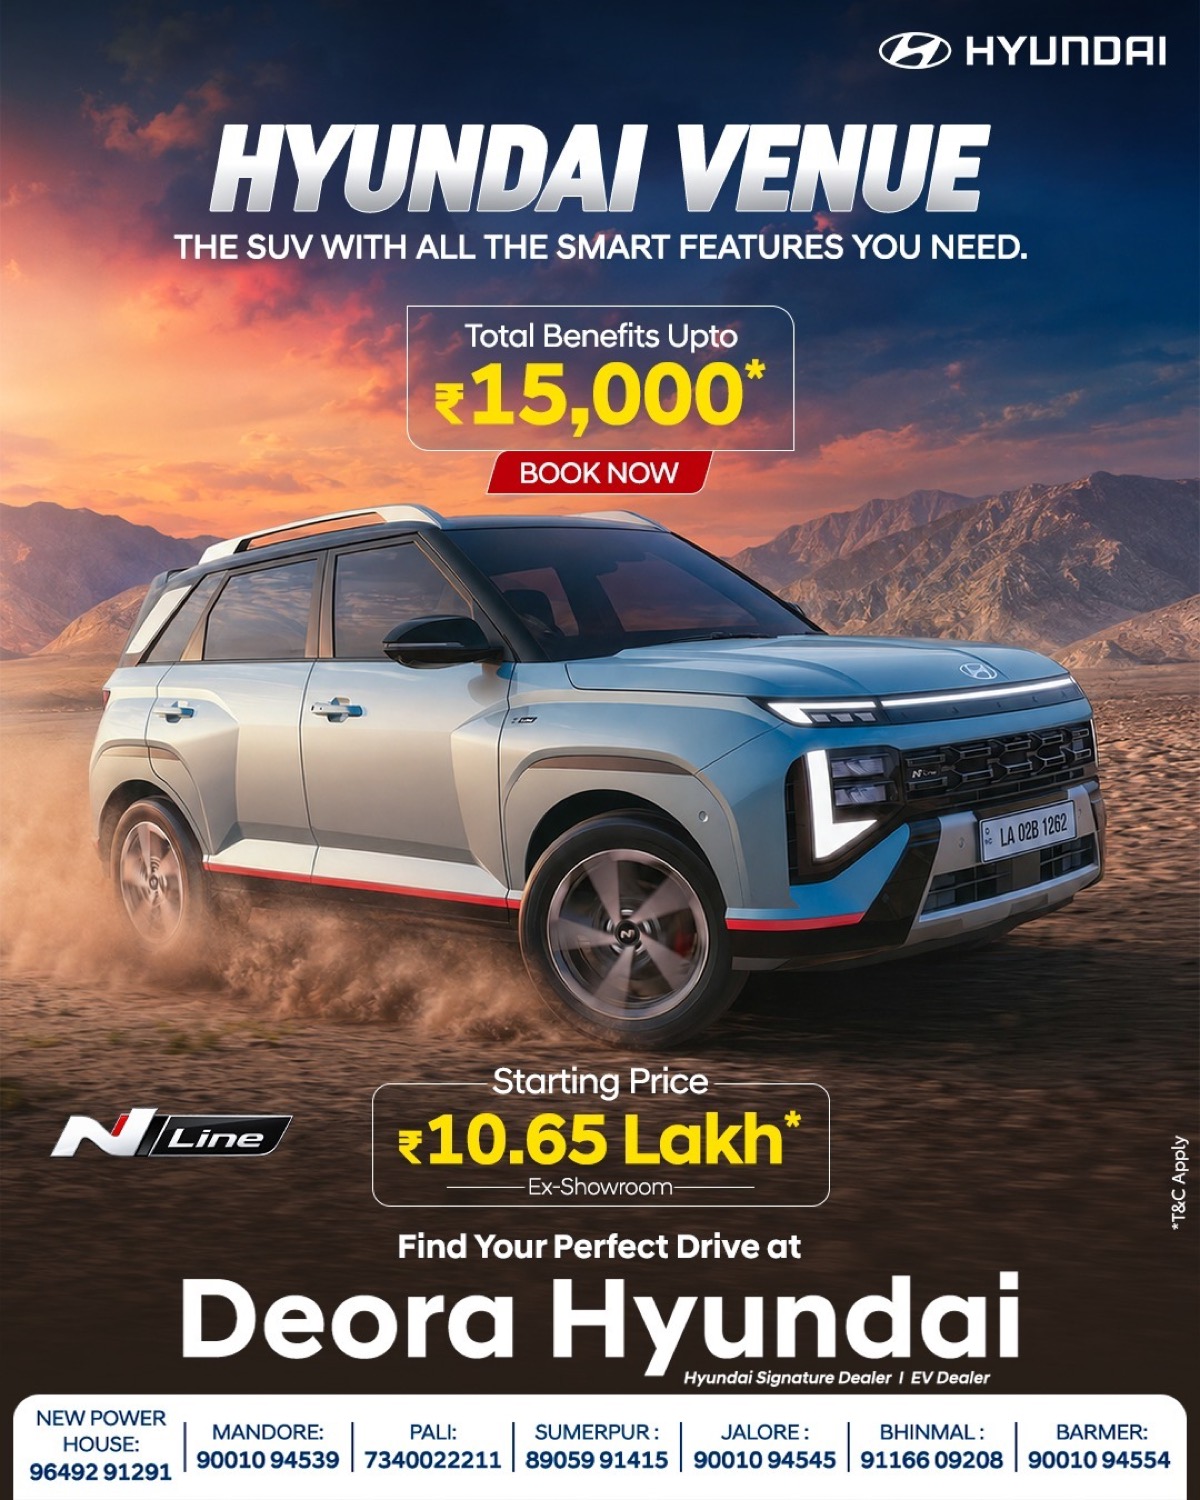 HYUNDAI
HYUNDAI VENUE
THE SUV WITH ALL THE SMART FEATURES YOU NEED.
Total Benefits Upto
₹15,000*
BOOK NOW
N Line
LA 02B 1262
Starting Price
₹10.65 Lakh*
Ex-Showroom
N Line
*T&C Apply
Find Your Perfect Drive at
Deora Hyundai
Hyundai Signature Dealer I EV Dealer
NEW POWER
HOUSE:
96492 91291
MANDORE:
90010 94539
PALI:
7340022211
SUMERPUR :
89059 91415
JALORE :
90010 94545
BHINMAL :
91166 09208
BARMER:
90010 94554